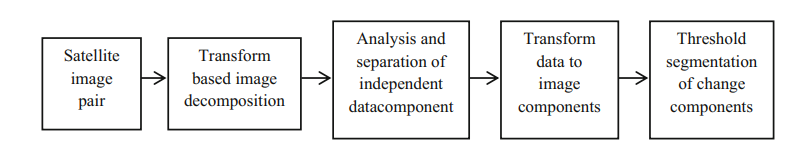 Satellite
image
pair
Transform
based image
decomposition
Analysis and
separation of
independent
datacomponent
Transform
data to
image
components
Threshold
segmentation
of change
components